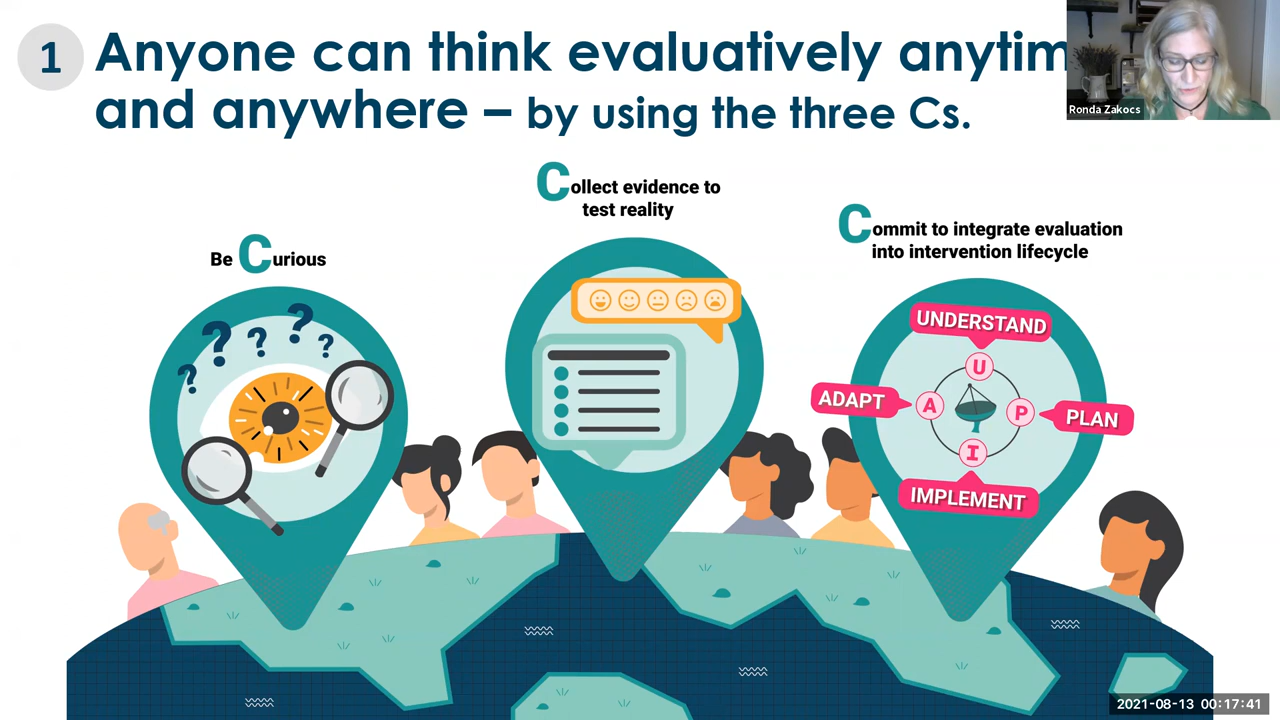 1
Anyone can think evaluatively anytim
and anywhere – by using the three Cs.
Ronda Zakocs
Be Curious
? ? ? ? ?
Collect evidence to
test reality
Commit to integrate evaluation
into intervention lifecycle
UNDERSTAND
U
ADAPT
A
P
PLAN
I
IMPLEMENT
2021-08-13 00:17:41